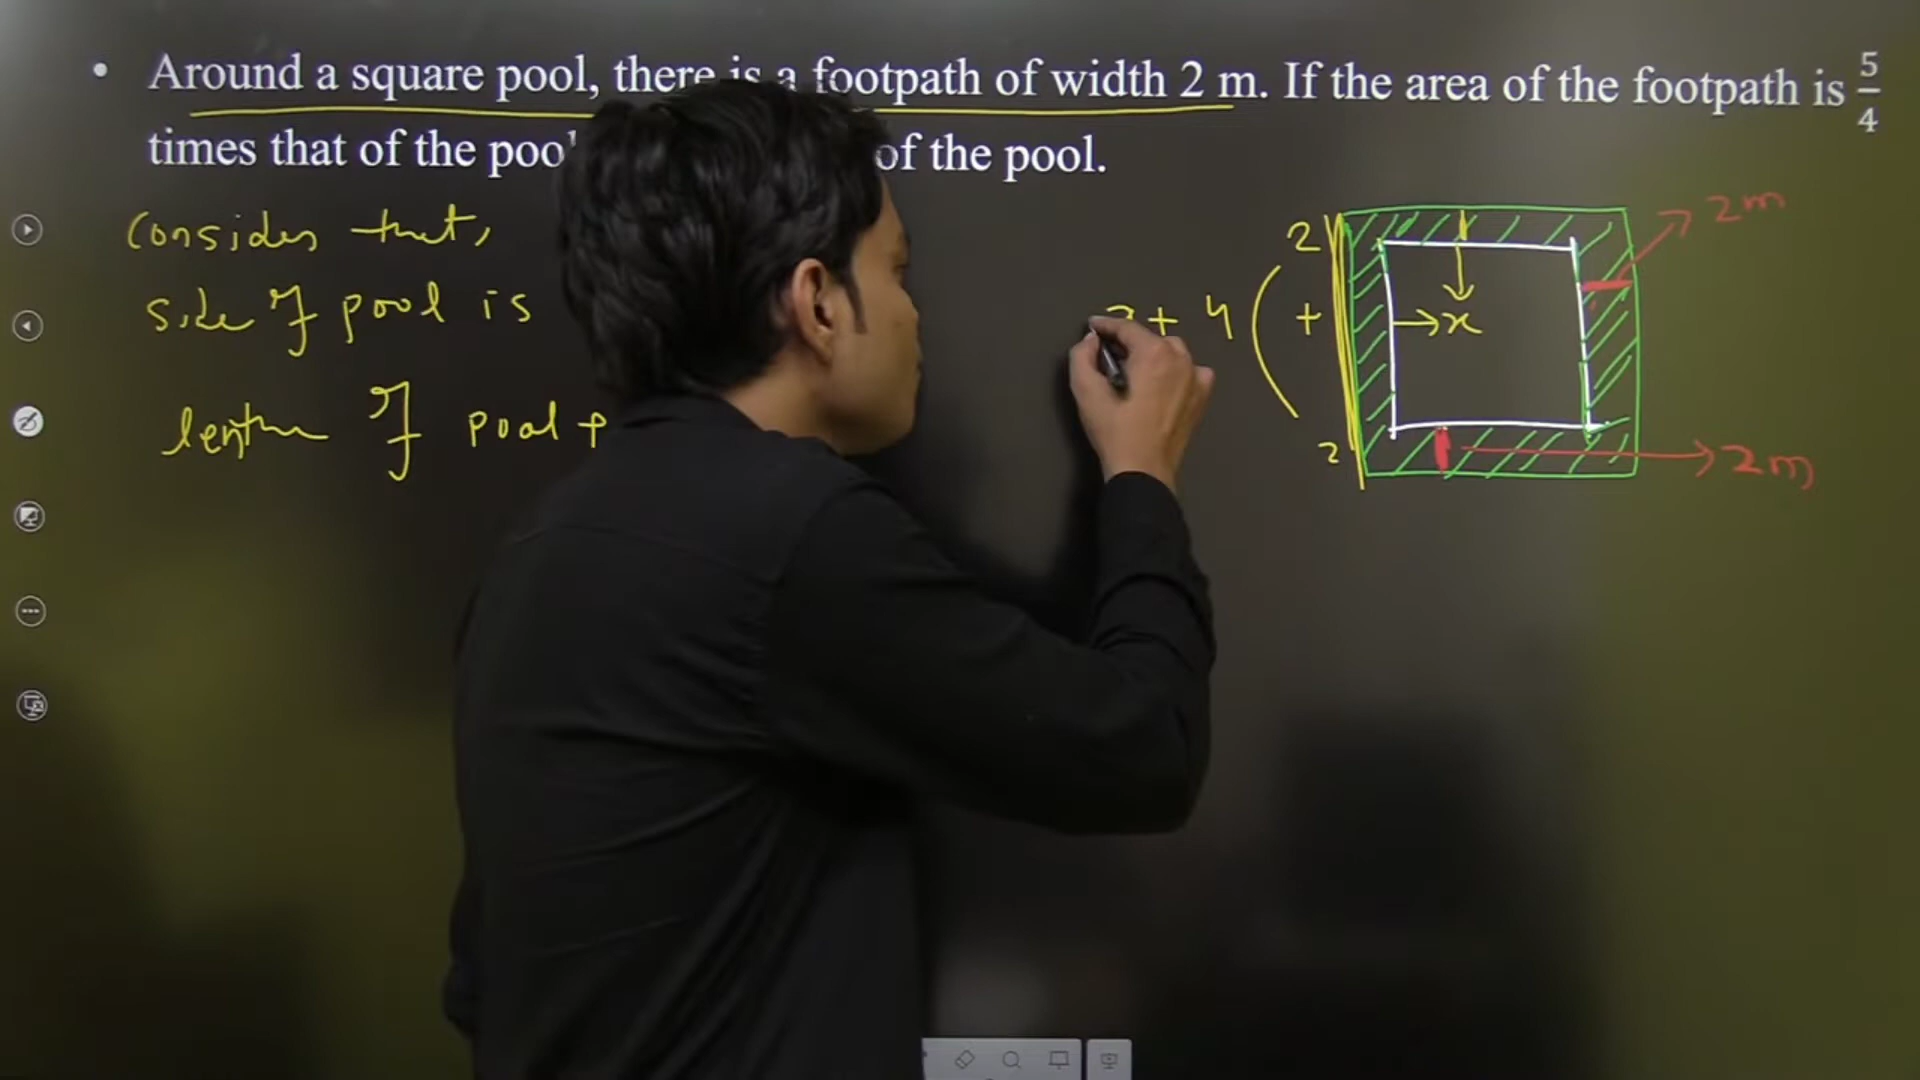 • Around a square pool, there is a footpath of width 2 m. If the area of the footpath is 5/4
times that of the pool of the pool.
Consider that,
side of pool is
length of pool +
x + 4
2
+
2
x
2m
2m